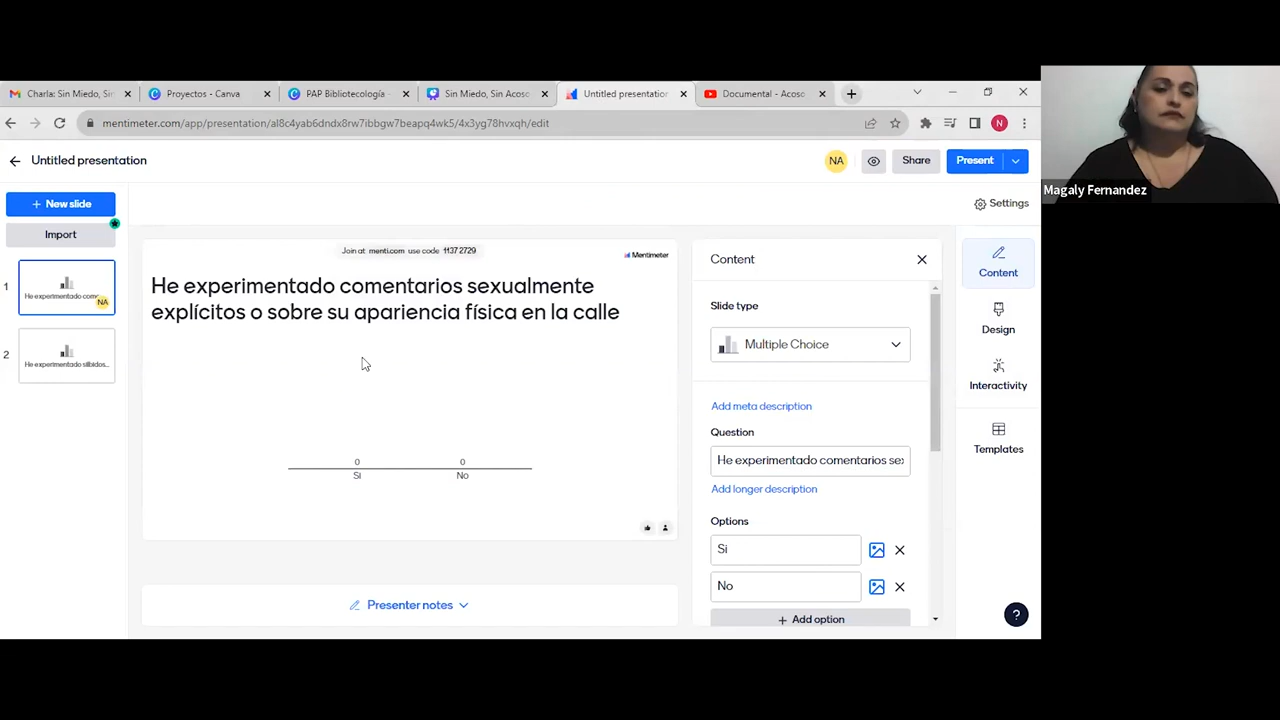 Charla: Sin Miedo, Sin
Proyectos - Canva
PAP Bibliotecología
Sin Miedo, Sin Acoso
Untitled presentation
Documental - Acoso
mentimeter.com/app/presentation/al8c4yab6dndx8rw7ibbgw7beapq4wk5/4x3yg78hvxqh/edit
N
Untitled presentation
NA
Share
Present
Magaly Fernandez
+ New slide
Import
Settings
1
He experimentado com...
NA
2
He experimentado silbidos...
Join at menti.com use code 1137 2729
Mentimeter
He experimentado comentarios sexualmente
explícitos o sobre su apariencia física en la calle
0
0
Si
No
Presenter notes
Content
Slide type
Multiple Choice
Add meta description
Question
He experimentado comentarios sex
Add longer description
Options
Si
No
+ Add option
Content
Design
Interactivity
Templates
?